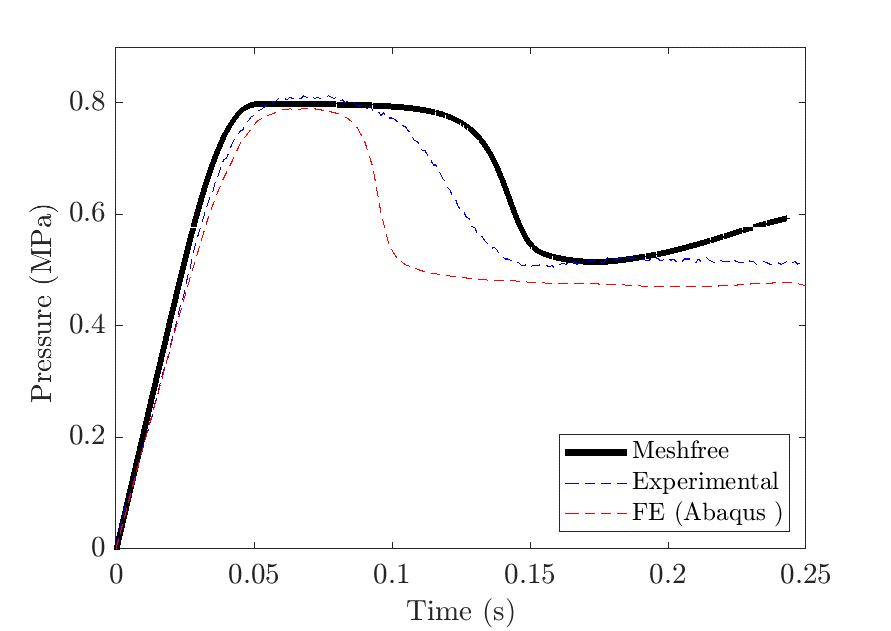 0.8
0.6
0.4
0.2
0
Pressure (MPa)
Meshfree
Experimental
FE (Abaqus )
0 0.05 0.1 0.15 0.2 0.25
Time (s)